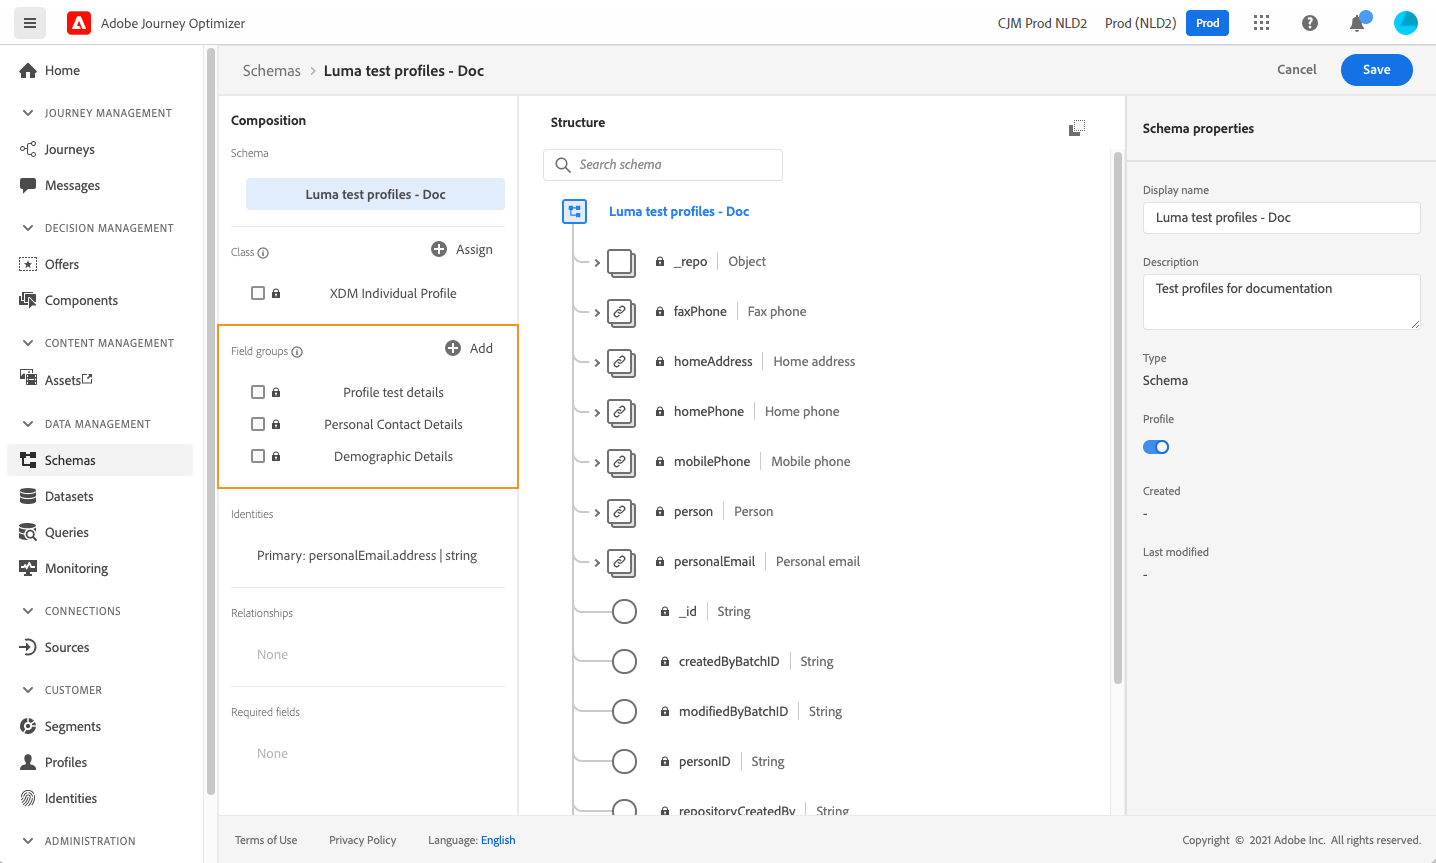 Adobe Journey Optimizer
CJM Prod NLD2 Prod (NLD2) Prod
Home
JOURNEY MANAGEMENT
Journeys
Messages
DECISION MANAGEMENT
Offers
Components
CONTENT MANAGEMENT
Assets
DATA MANAGEMENT
Schemas
Datasets
Queries
Monitoring
CONNECTIONS
Sources
CUSTOMER
Segments
Profiles
Identities
ADMINISTRATION
Schemas > Luma test profiles - Doc
Cancel Save
Composition
Schema
Luma test profiles - Doc
Class Assign
XDM Individual Profile
Field groups Add
Profile test details
Personal Contact Details
Demographic Details
Identities
Primary: personalEmail.address | string
Relationships
None
Required fields
None
Structure
Search schema
Luma test profiles - Doc
_repo Object
faxPhone Fax phone
homeAddress Home address
homePhone Home phone
mobilePhone Mobile phone
person Person
personalEmail Personal email
_id String
createdByBatchID String
modifiedByBatchID String
personID String
repositoryCreatedBy String
Schema properties
Display name
Luma test profiles - Doc
Description
Test profiles for documentation
Type
Schema
Profile
Created
-
Last modified
-
Terms of Use Privacy Policy Language: English
Copyright © 2021 Adobe Inc. All rights reserved.